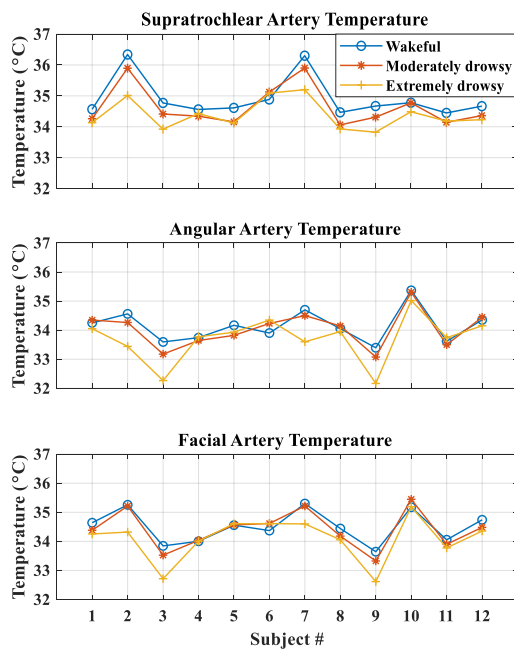 Supratrochlear Artery Temperature
37
36
35
34
33
32
Temperature (°C)
Wakeful
Moderately drowsy
Extremely drowsy
Angular Artery Temperature
37
36
35
34
33
32
Temperature (°C)
Facial Artery Temperature
37
36
35
34
33
32
Temperature (°C)
1 2 3 4 5 6 7 8 9 10 11 12
Subject #